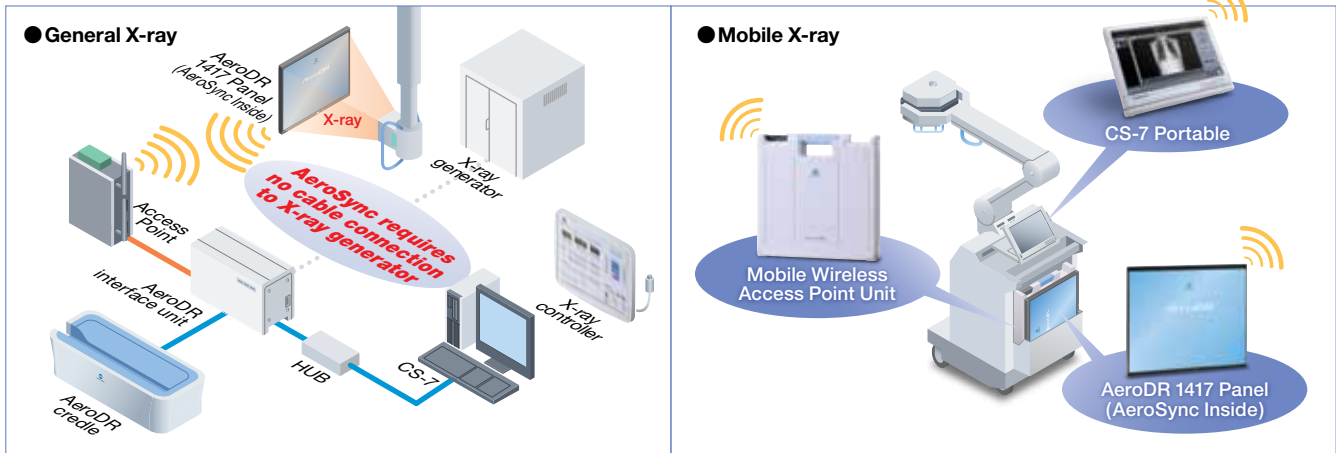 ●General X-ray
AeroDR
1417 Panel
(AeroSync Inside)
X-ray
X-ray
generator
AeroSync requires
no cable connection
to X-ray generator
Access
Point
AeroDR
interface unit
X-ray
controller
HUB
CS-7
AeroDR
credle
●Mobile X-ray
CS-7 Portable
Mobile Wireless
Access Point Unit
AeroDR 1417 Panel
(AeroSync Inside)